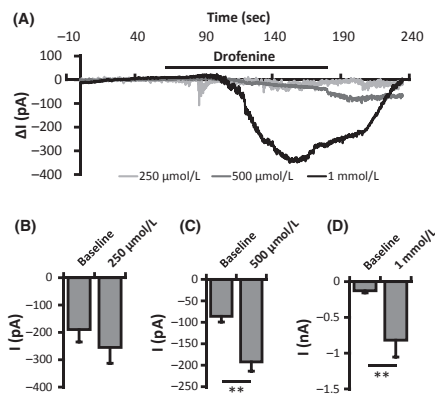 Time (sec)
(A)
−10 40 90 140 190 240
Drofenine
100
0
−100
−200
−300
−400
ΔI (pA)
250 μmol/L 500 μmol/L 1 mmol/L
(B)
Baseline
250 μmol/L
0
−100
−200
−300
−400
I (pA)
(C)
Baseline
500 μmol/L
0
−50
−100
−150
−200
−250
I (pA)
**
(D)
Baseline
1 mmol/L
0
−0.5
−1
−1.5
I (nA)
**